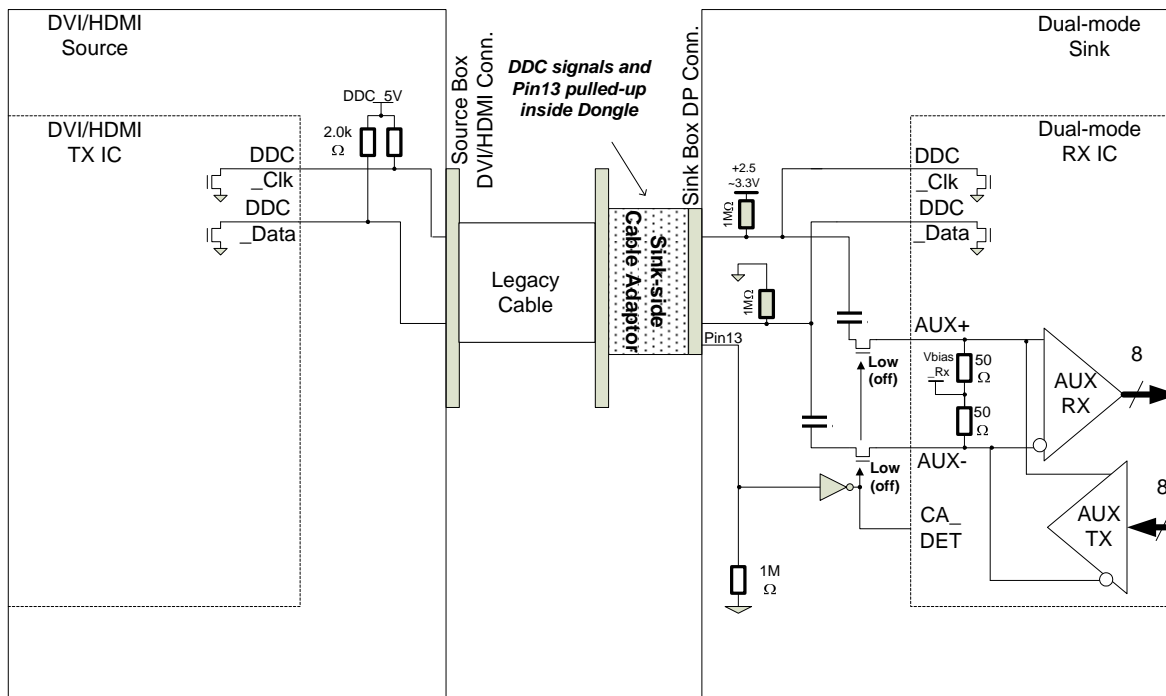 DVI/HDMI
Source
DVI/HDMI
TX IC
DDC_5V
2.0k
Ω
DDC
_Clk
DDC
_Data
Source Box
DVI/HDMI Conn.
DDC signals and
Pin13 pulled-up
inside Dongle
Legacy
Cable
Sink-side
Cable Adaptor
Sink Box DP Conn.
Dual-mode
Sink
Dual-mode
RX IC
+2.5
~3.3V
1MΩ
1MΩ
DDC
_Clk
DDC
_Data
Pin13
Low
(off)
Low
(off)
AUX+
Vbias
_Rx
50
Ω
50
Ω
AUX-
AUX
RX
8
AUX
TX
8
CA_
DET
1M
Ω